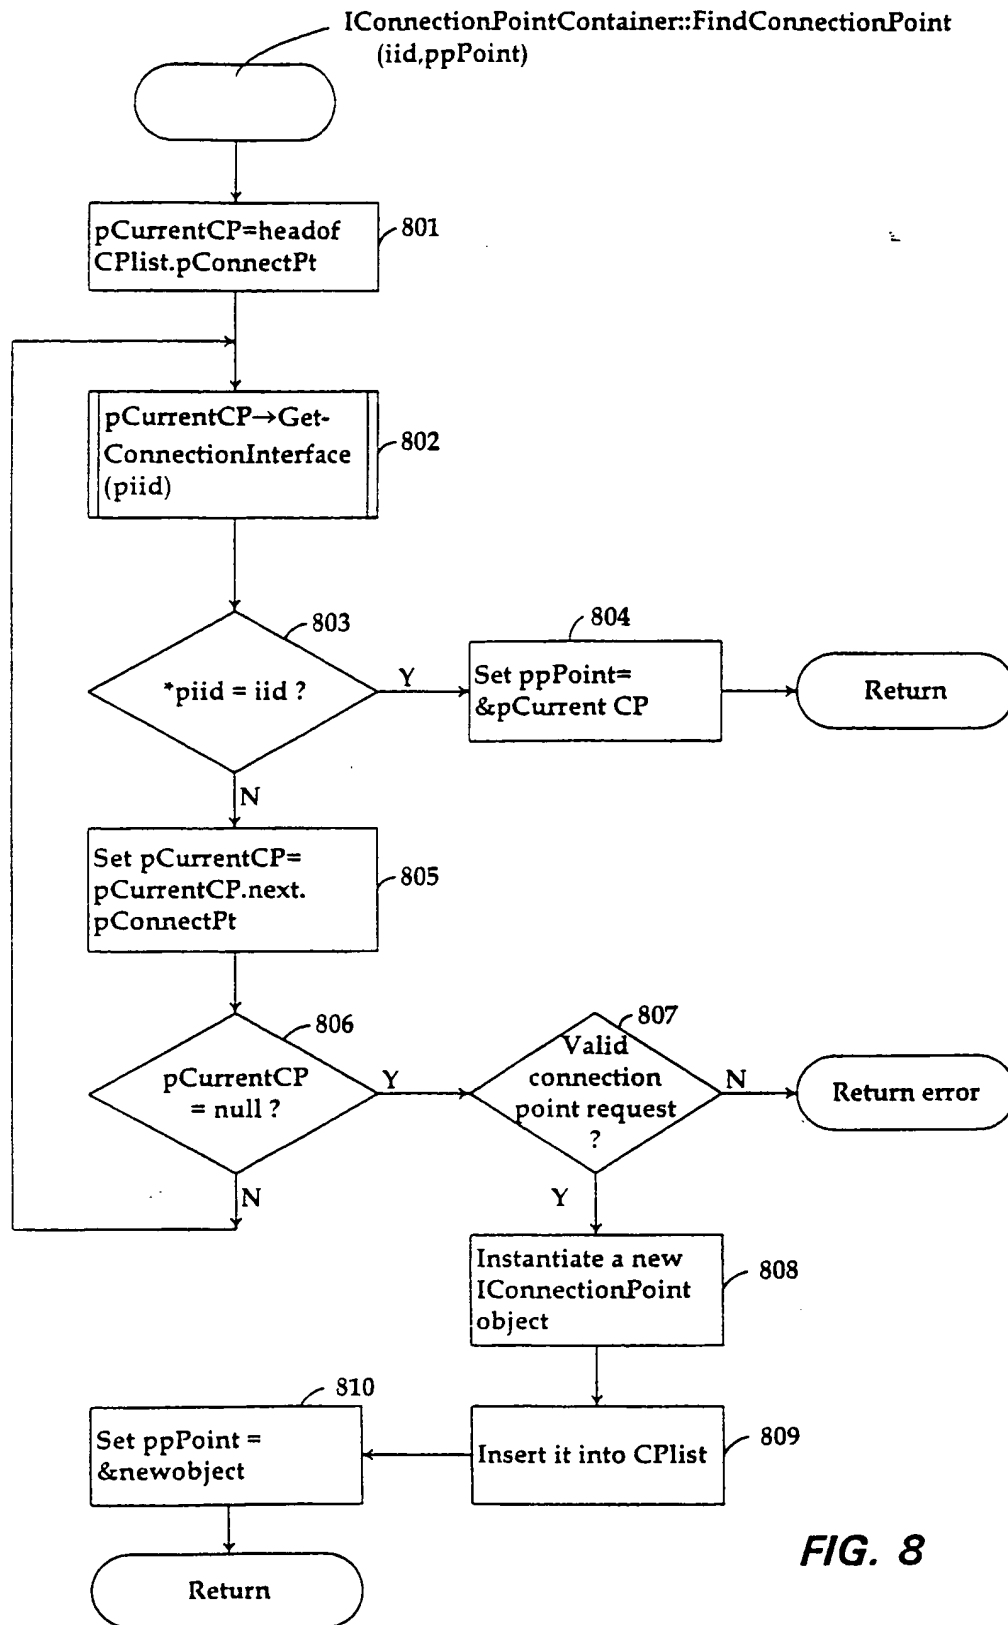 IConnectionPointContainer::FindConnectionPoint
(iid,ppPoint)
pCurrentCP=headof
CPlist.pConnectPt
801
pCurrentCP→Get-
ConnectionInterface
(piid)
802
803
*piid = iid ?
Y
804
Set ppPoint=
&pCurrent CP
Return
N
Set pCurrentCP=
pCurrentCP.next.
pConnectPt
805
806
pCurrentCP
= null ?
Y
807
Valid
connection
point request
?
N
Return error
N
Y
Instantiate a new
IConnectionPoint
object
808
810
Set ppPoint =
&newobject
Insert it into CPlist
809
Return
FIG. 8